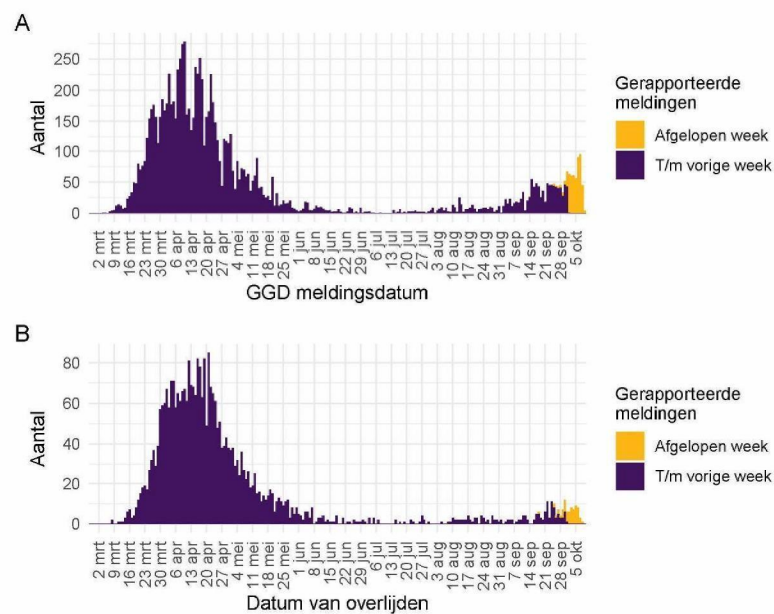 A
Aantal
250
200
150
100
50
0
2 mrt
9 mrt
16 mrt
23 mrt
30 mrt
6 apr
13 apr
20 apr
27 apr
4 mei
11 mei
18 mei
25 mei
1 jun
8 jun
15 jun
22 jun
29 jun
6 jul
13 jul
20 jul
27 jul
3 aug
10 aug
17 aug
24 aug
31 aug
7 sep
14 sep
21 sep
28 sep
5 okt
GGD meldingsdatum
Gerapporteerde
meldingen
Afgelopen week
T/m vorige week
B
Aantal
80
60
40
20
0
2 mrt
9 mrt
16 mrt
23 mrt
30 mrt
6 apr
13 apr
20 apr
27 apr
4 mei
11 mei
18 mei
25 mei
1 jun
8 jun
15 jun
22 jun
29 jun
6 jul
13 jul
20 jul
27 jul
3 aug
10 aug
17 aug
24 aug
31 aug
7 sep
14 sep
21 sep
28 sep
5 okt
Datum van overlijden
Gerapporteerde
meldingen
Afgelopen week
T/m vorige week